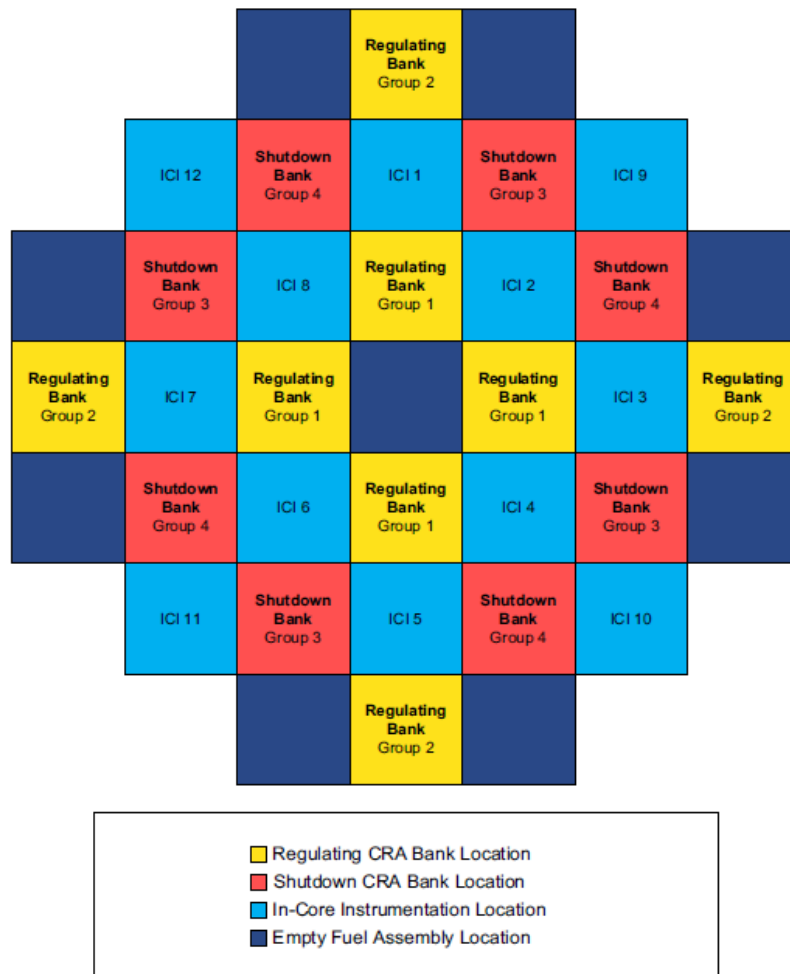 Regulating
Bank
Group 2
ICI 12
Shutdown
Bank
Group 4
ICI 1
Shutdown
Bank
Group 3
ICI 9
Shutdown
Bank
Group 3
ICI 8
Regulating
Bank
Group 1
ICI 2
Shutdown
Bank
Group 4
Regulating
Bank
Group 2
ICI 7
Regulating
Bank
Group 1
Regulating
Bank
Group 1
ICI 3
Regulating
Bank
Group 2
Shutdown
Bank
Group 4
ICI 6
Regulating
Bank
Group 1
ICI 4
Shutdown
Bank
Group 3
ICI 11
Shutdown
Bank
Group 3
ICI 5
Shutdown
Bank
Group 4
ICI 10
Regulating
Bank
Group 2
Regulating CRA Bank Location
Shutdown CRA Bank Location
In-Core Instrumentation Location
Empty Fuel Assembly Location